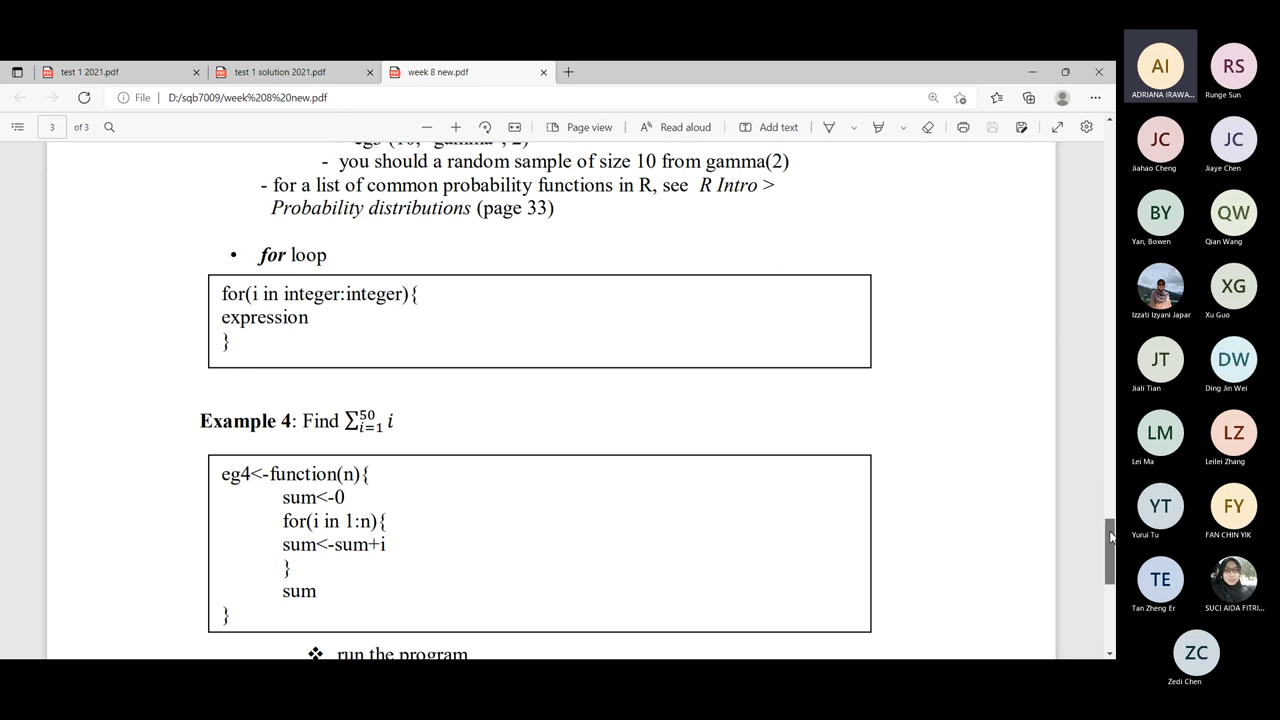 test 1 2021.pdf
test 1 solution 2021.pdf
week 8 new.pdf
File
D:/sqb7009/week%208%20new.pdf
3
of 3
Page view
Read aloud
Add text
- you should a random sample of size 10 from gamma(2)
- for a list of common probability functions in R, see R Intro >
Probability distributions (page 33)
• for loop
for(i in integer:integer){
expression
}
Example 4: Find ∑_{i=1}^{50} i
eg4<-function(n){
sum<-0
for(i in 1:n){
sum<-sum+i
}
sum
}
❖ run the program
AI
ADRIANA IRAWA...
RS
Runge Sun
JC
Jiahao Cheng
JC
Jiaye Chen
BY
Yan, Bowen
QW
Qian Wang
Izzati Izyani Japar
XG
Xu Guo
JT
Jiali Tian
DW
Ding Jin Wei
LM
Lei Ma
LZ
Leilei Zhang
YT
Yurui Tu
FY
FAN CHIN YIK
TE
Tan Zheng Er
SUCI AIDA FITRI...
ZC
Zedi Chen